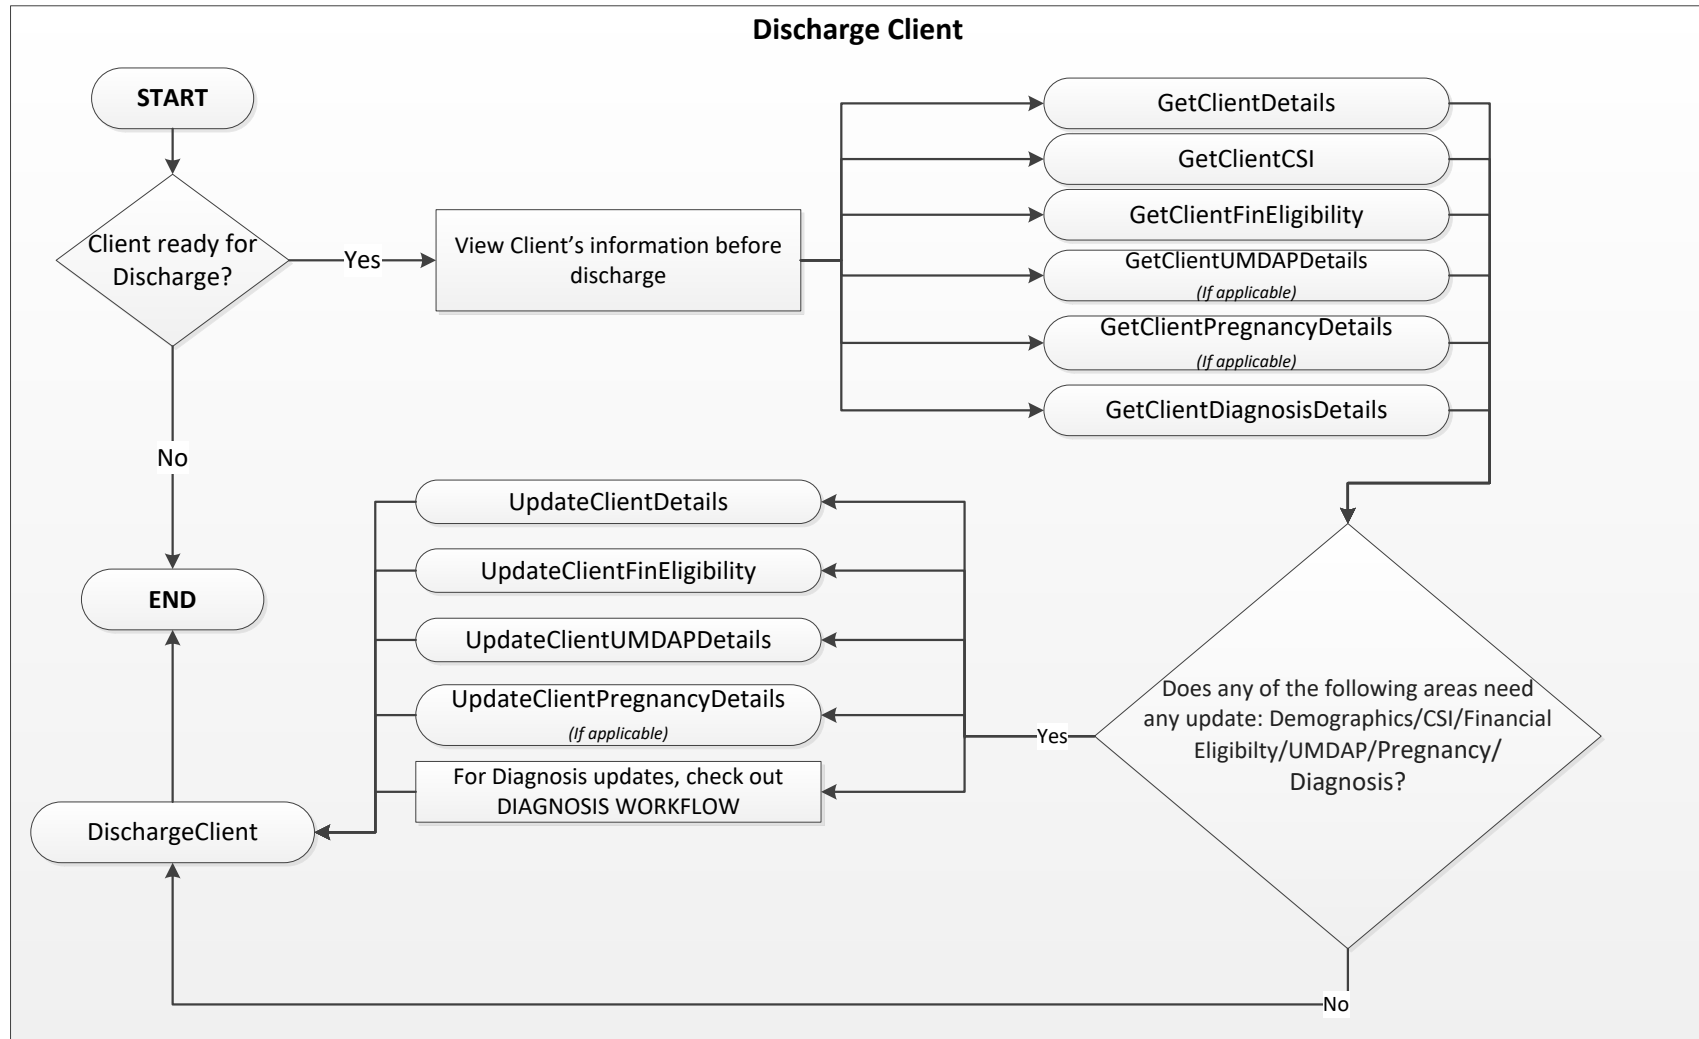 Discharge Client
START
Client ready for
Discharge?
Yes
No
View Client’s information before
discharge
GetClientDetails
GetClientCSI
GetClientFinEligibility
GetClientUMDAPDetails
(If applicable)
GetClientPregnancyDetails
(If applicable)
GetClientDiagnosisDetails
Does any of the following areas need
any update: Demographics/CSI/Financial
Eligibilty/UMDAP/Pregnancy/
Diagnosis?
Yes
No
UpdateClientDetails
UpdateClientFinEligibility
UpdateClientUMDAPDetails
UpdateClientPregnancyDetails
(If applicable)
For Diagnosis updates, check out
DIAGNOSIS WORKFLOW
DischargeClient
END